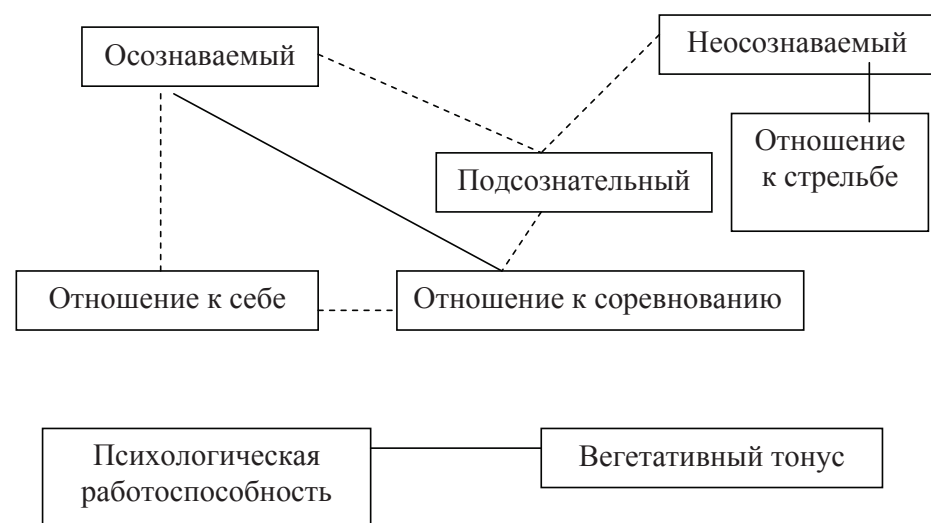 Осознаваемый
Неосознаваемый
Отношение
к стрельбе
Подсознательный
Отношение к себе
Отношение к соревнованию
Психологическая
работоспособность
Вегетативный тонус